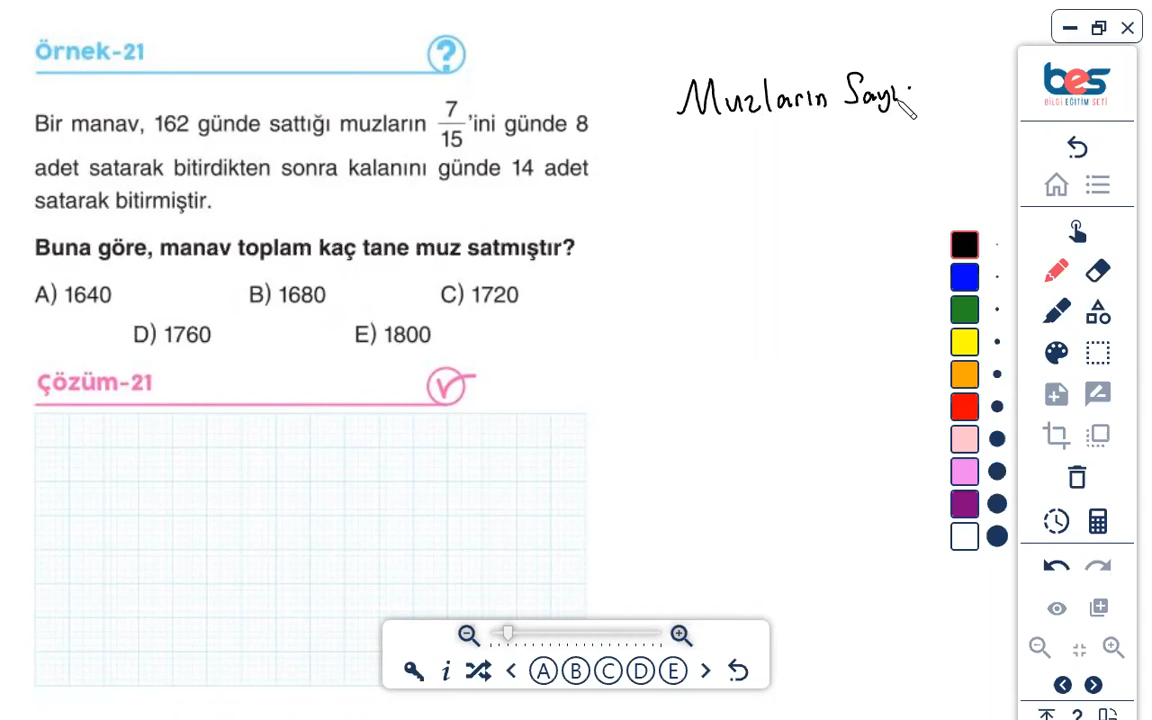 Örnek-21
?
Muzların Sayı
bes
BİLGİ EĞİTİM SETİ
Bir manav, 162 günde sattığı muzların 7/15'ini günde 8
adet satarak bitirdikten sonra kalanını günde 14 adet
satarak bitirmiştir.
Buna göre, manav toplam kaç tane muz satmıştır?
A) 1640 B) 1680 C) 1720
D) 1760 E) 1800
Çözüm-21
i A B C D E
?